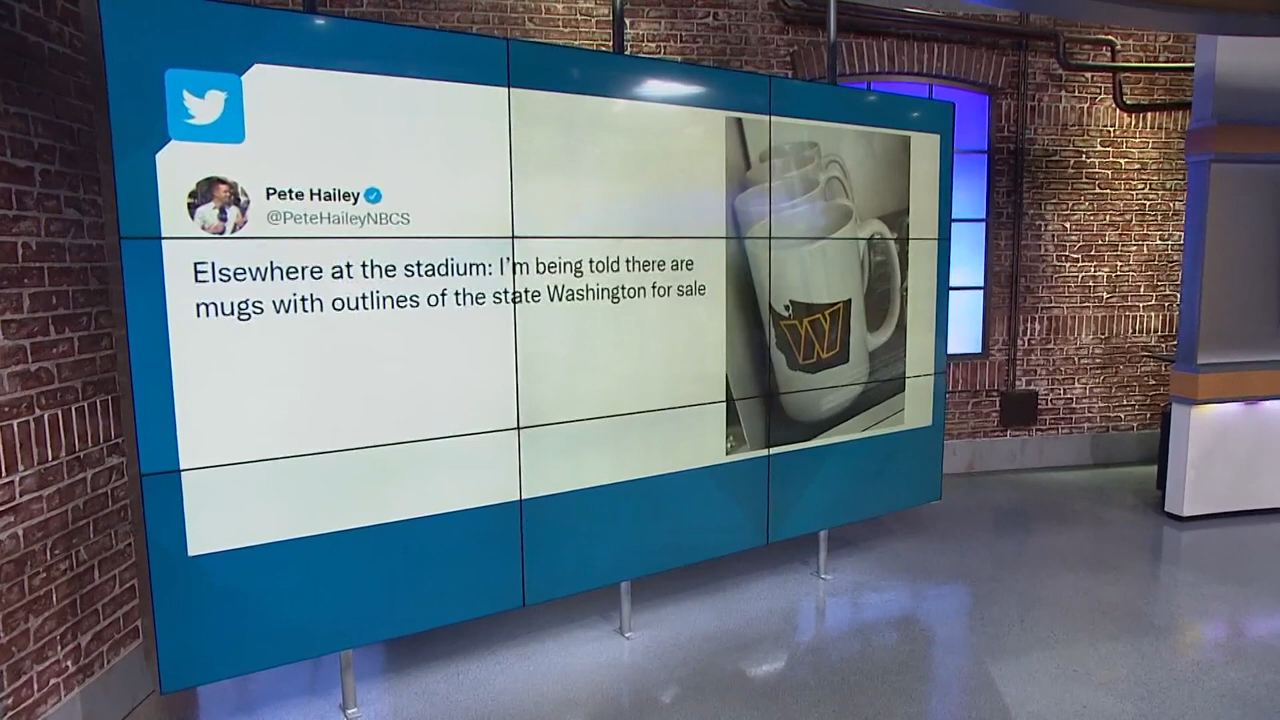 Pete Hailey
@PeteHaileyNBCS
Elsewhere at the stadium: I'm being told there are
mugs with outlines of the state Washington for sale
W